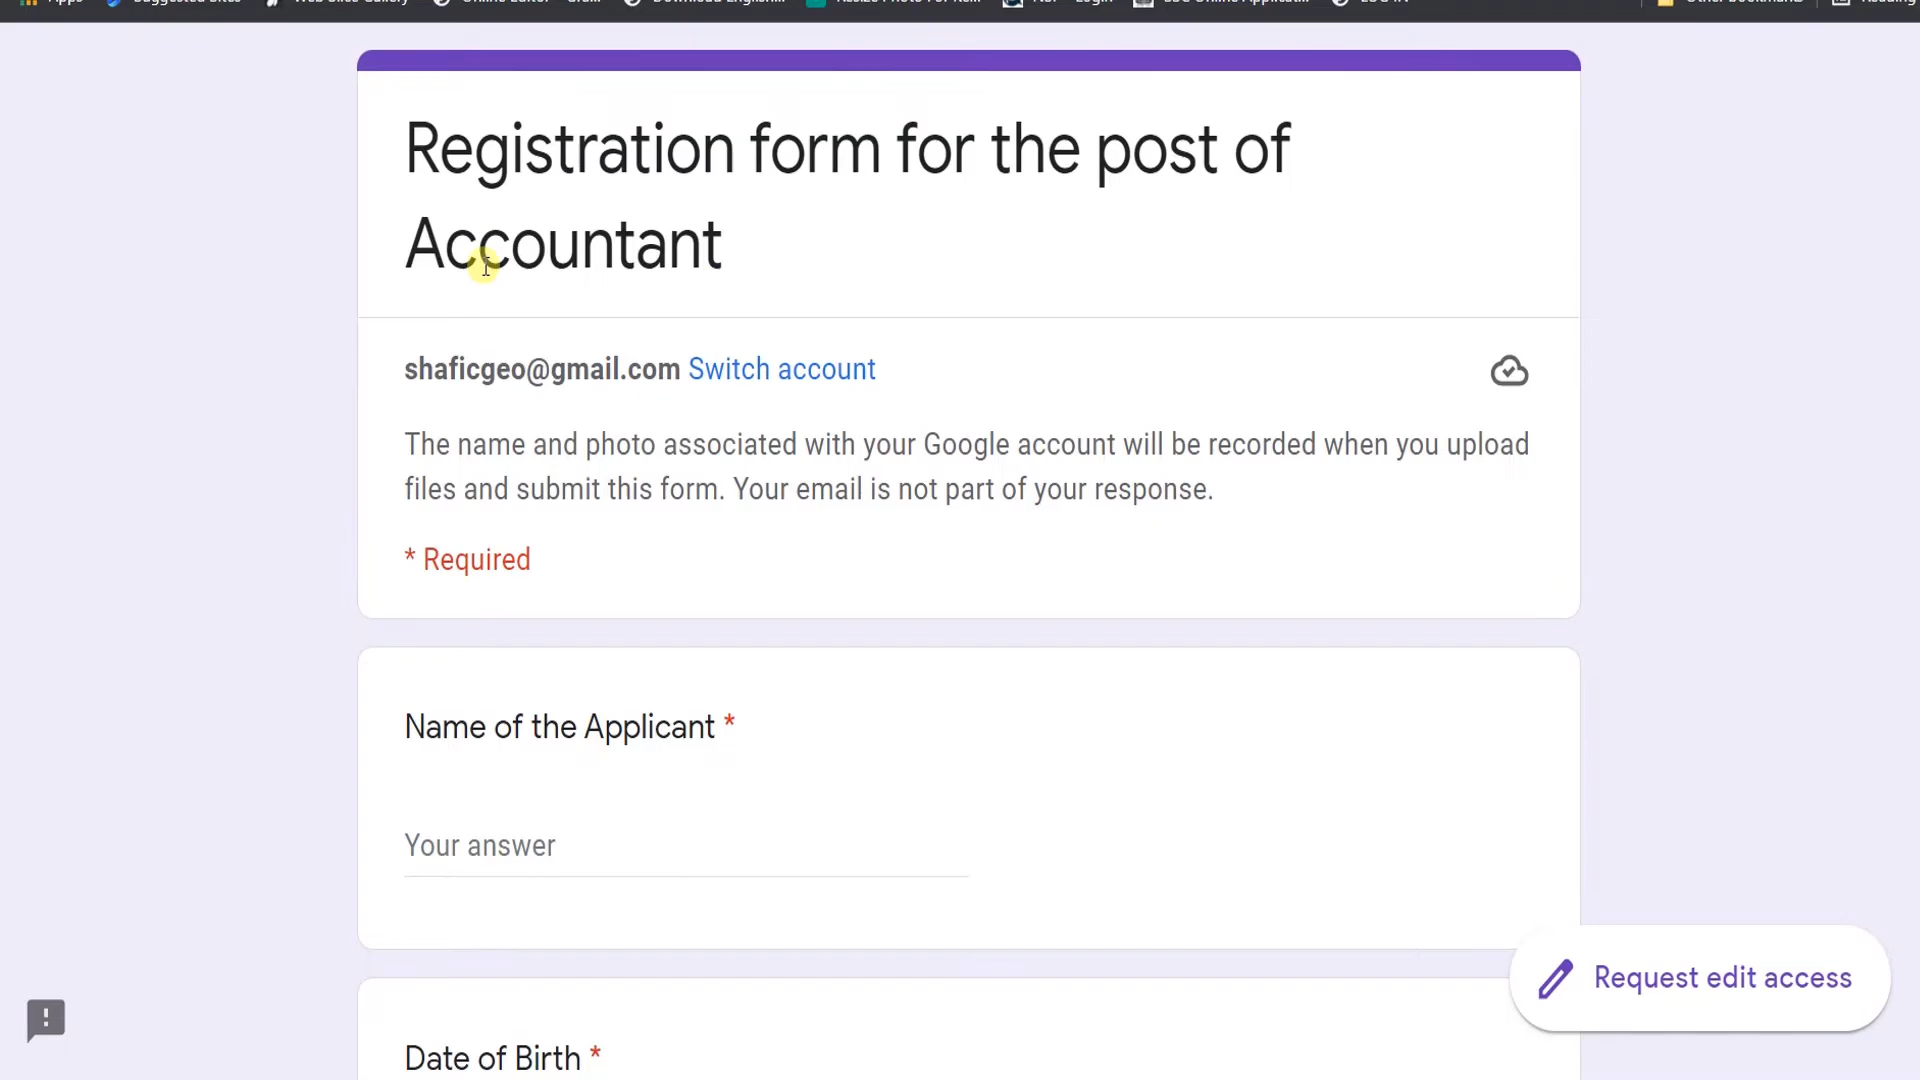 Registration form for the post of
Accountant
shaficgeo@gmail.com Switch account
The name and photo associated with your Google account will be recorded when you upload
files and submit this form. Your email is not part of your response.
* Required
Name of the Applicant *
Your answer
Request edit access
Date of Birth *